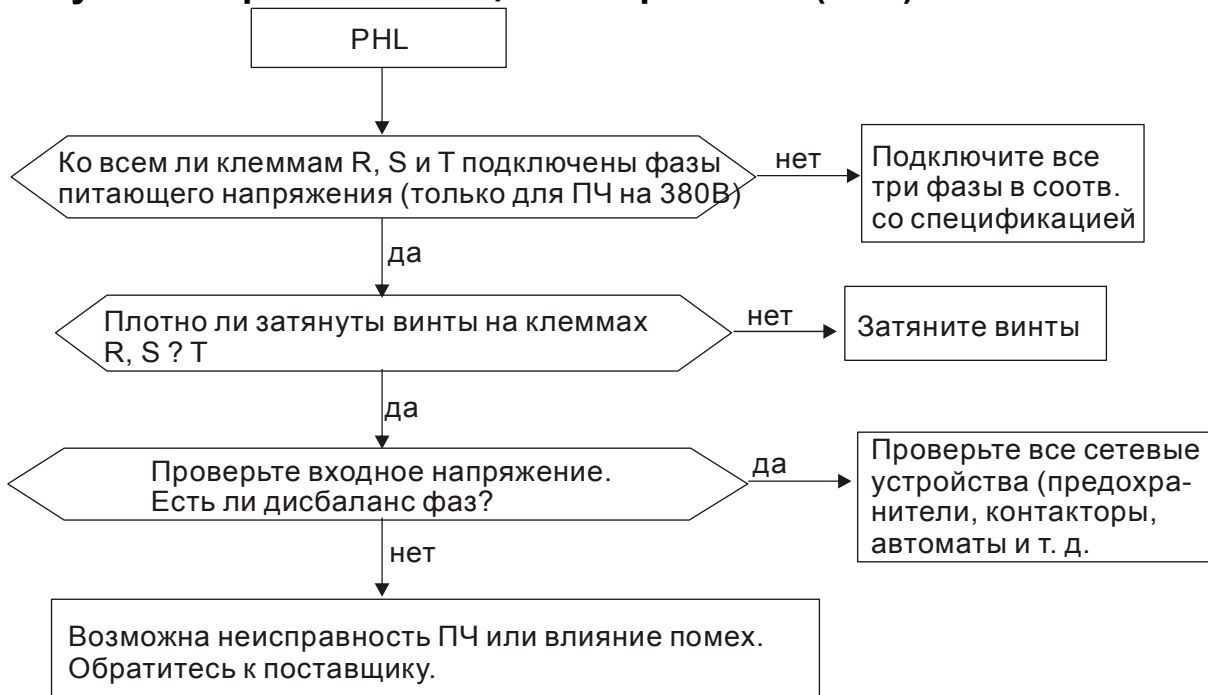 PHL
Ко всем ли клеммам R, S и T подключены фазы
питающего напряжения (только для ПЧ на 380В)
нет
Подключите все
три фазы в соотв.
со спецификацией
да
Плотно ли затянуты винты на клеммах
R, S ? T
нет
Затяните винты
да
Проверьте входное напряжение.
Есть ли дисбаланс фаз?
да
Проверьте все сетевые
устройства (предохра-
нители, контакторы,
автоматы и т. д.
нет
Возможна неисправность ПЧ или влияние помех.
Обратитесь к поставщику.